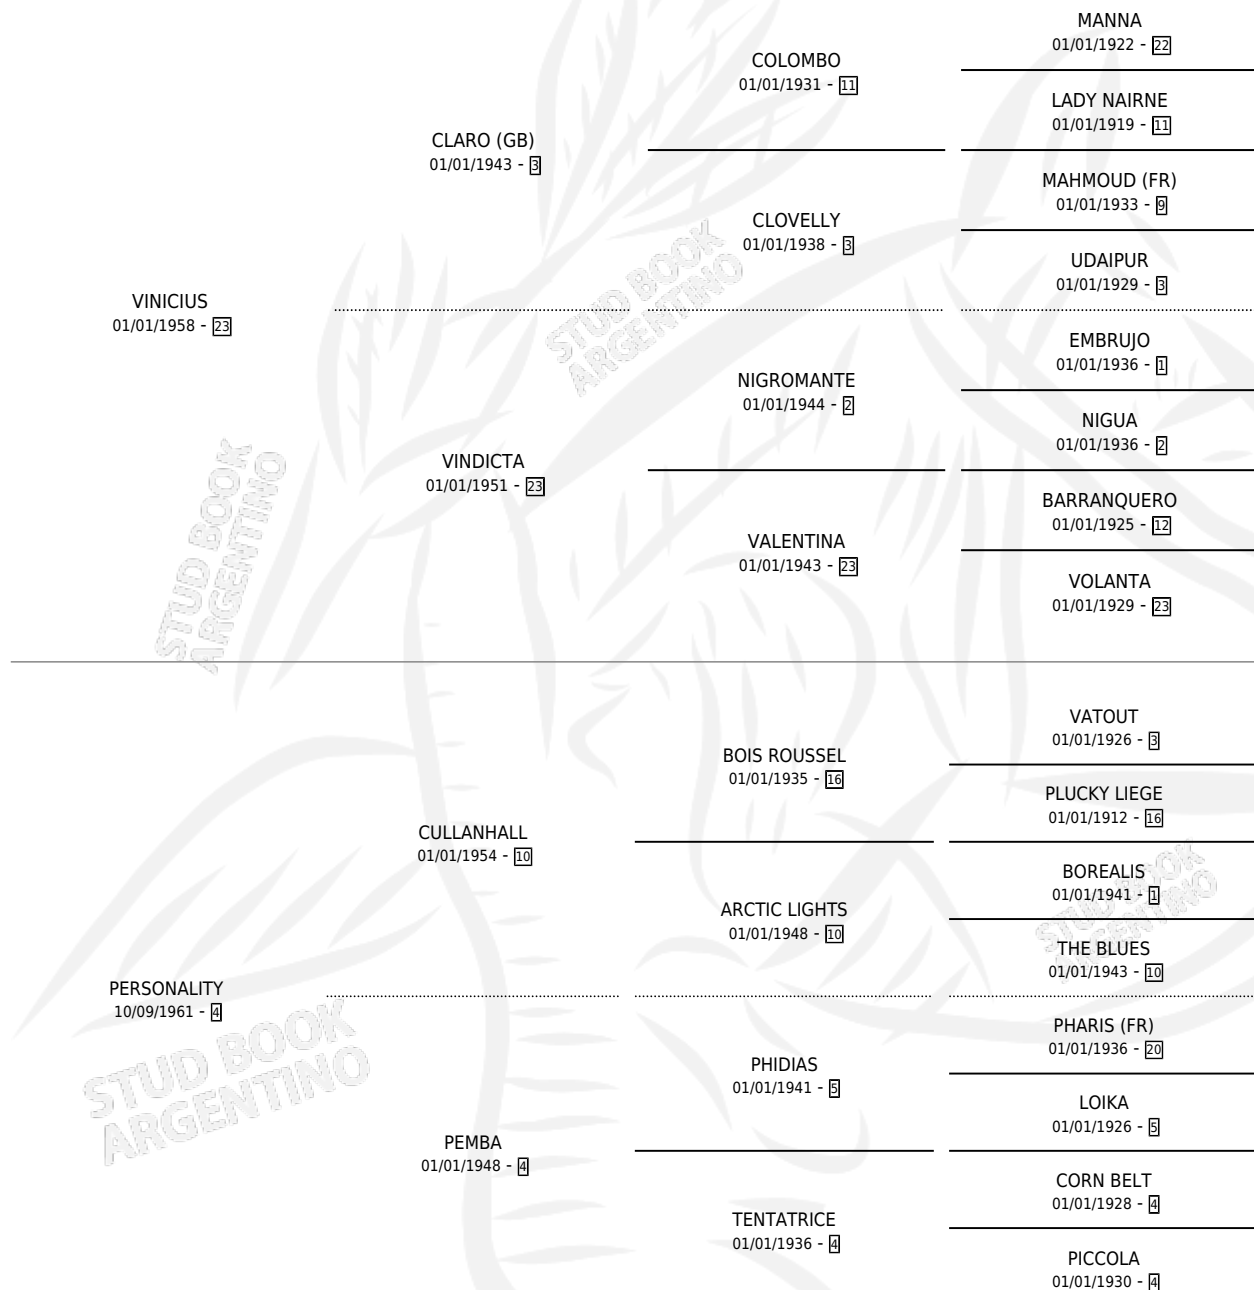 MANNA
01/01/1922 - 22
COLOMBO
01/01/1931 - 11
LADY NAIRNE
01/01/1919 - 11
CLARO (GB)
01/01/1943 - 3
MAHMOUD (FR)
01/01/1933 - 9
CLOVELLY
01/01/1938 - 3
UDAIPUR
01/01/1929 - 3
VINICIUS
01/01/1958 - 23
EMBRUJO
01/01/1936 - 1
NIGROMANTE
01/01/1944 - 2
NIGUA
01/01/1936 - 2
VINDICTA
01/01/1951 - 23
BARRANQUERO
01/01/1925 - 12
VALENTINA
01/01/1943 - 23
VOLANTA
01/01/1929 - 23
VATOUT
01/01/1926 - 3
BOIS ROUSSEL
01/01/1935 - 16
PLUCKY LIEGE
01/01/1912 - 16
CULLANHALL
01/01/1954 - 10
BOREALIS
01/01/1941 - 1
ARCTIC LIGHTS
01/01/1948 - 10
THE BLUES
01/01/1943 - 10
PERSONALITY
10/09/1961 - 4
PHARIS (FR)
01/01/1936 - 20
PHIDIAS
01/01/1941 - 5
LOIKA
01/01/1926 - 5
PEMBA
01/01/1948 - 4
CORN BELT
01/01/1928 - 4
TENTATRICE
01/01/1936 - 4
PICCOLA
01/01/1930 - 4
STUD BOOK
ARGENTINO
STUD BOOK
ARGENTINO
STUD BOOK
ARGENTINO
STUD BOOK
ARGENTINO